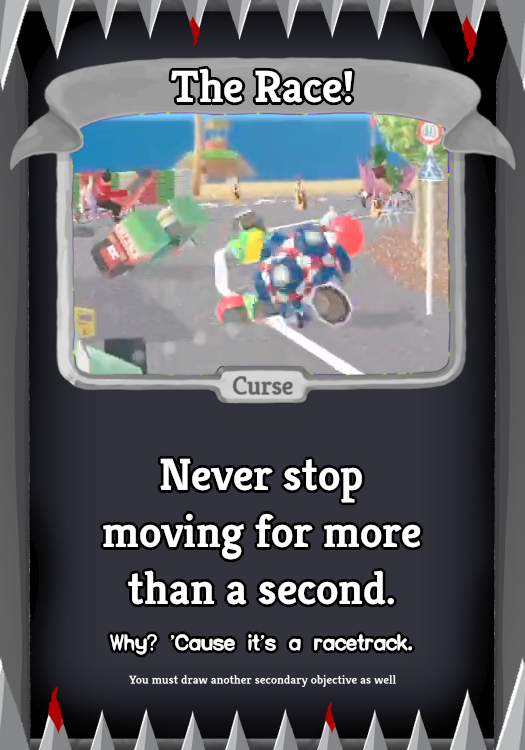 The Race!
Curse
Never stop
moving for more
than a second.
Why? 'Cause it's a racetrack.
You must draw another secondary objective as well